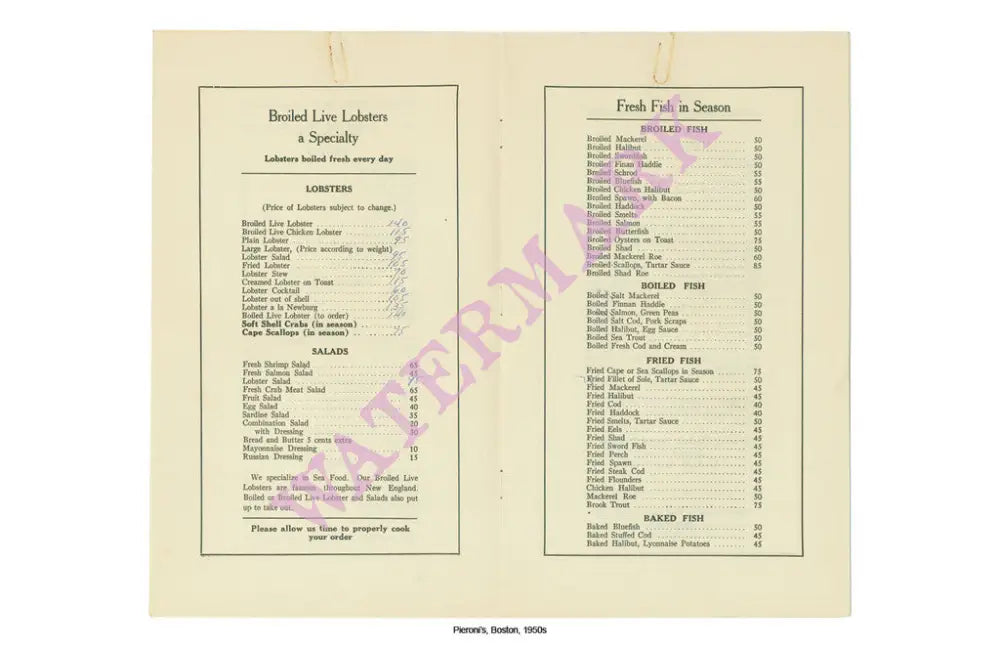 Broiled Live Lobsters
a Specialty
Lobsters boiled fresh every day
LOBSTERS
(Price of Lobsters subject to change.)
Broiled Live Lobster 140
Broiled Live Chicken Lobster 115
Plain Lobster 95
Large Lobster, (Price according to weight)
Lobster Salad
Fried Lobster
Lobster Stew
Creamed Lobster on Toast
Lobster Cocktail
Lobster out of shell
Lobster a la Newburg
Boiled Live Lobster (to order)
Soft Shell Crabs (in season)
Cape Scallops (in season)
SALADS
Fresh Shrimp Salad 65
Fresh Salmon Salad 45
Lobster Salad
Fresh Crab Meat Salad 65
Fruit Salad 45
Egg Salad 40
Sardine Salad 35
Combination Salad 20
with Dressing 30
Bread and Butter 5 cents extra
Mayonnaise Dressing 10
Russian Dressing 15
We specialize in Sea Food. Our Broiled Live
Lobsters are famous throughout New England.
Boiled or Broiled Live Lobster and Salads also put
up to take out.
Please allow us time to properly cook
your order
Fresh Fish in Season
BROILED FISH
Broiled Mackerel 50
Broiled Halibut 50
Broiled Swordfish 50
Broiled Finan Haddie 50
Broiled Schrod 55
Broiled Bluefish 55
Broiled Chicken Halibut 50
Broiled Spawn, with Bacon 60
Broiled Haddock 50
Broiled Smelts 55
Broiled Salmon 55
Broiled Butterfish 50
Broiled Oysters on Toast 75
Broiled Shad 50
Broiled Mackerel Roe 60
Broiled Scallops, Tartar Sauce 85
Broiled Shad Roe
BOILED FISH
Boiled Salt Mackerel 50
Boiled Finnan Haddie 50
Boiled Salmon, Green Peas 50
Boiled Salt Cod, Pork Scraps 50
Boiled Halibut, Egg Sauce 50
Boiled Sea Trout 50
Boiled Fresh Cod and Cream 50
FRIED FISH
Fried Cape or Sea Scallops in Season 75
Fried Fillet of Sole, Tartar Sauce 50
Fried Mackerel 45
Fried Halibut 45
Fried Cod 40
Fried Haddock 40
Fried Smelts, Tartar Sauce 50
Fried Eels 45
Fried Shad 45
Fried Sword Fish 45
Fried Perch 45
Fried Spawn 45
Fried Steak Cod 45
Fried Flounders 45
Chicken Halibut 45
Mackerel Roe 50
Brook Trout 75
BAKED FISH
Baked Bluefish 50
Baked Stuffed Cod 45
Baked Halibut, Lyonnaise Potatoes 45
WATERMARK
Pieroni's, Boston, 1950s